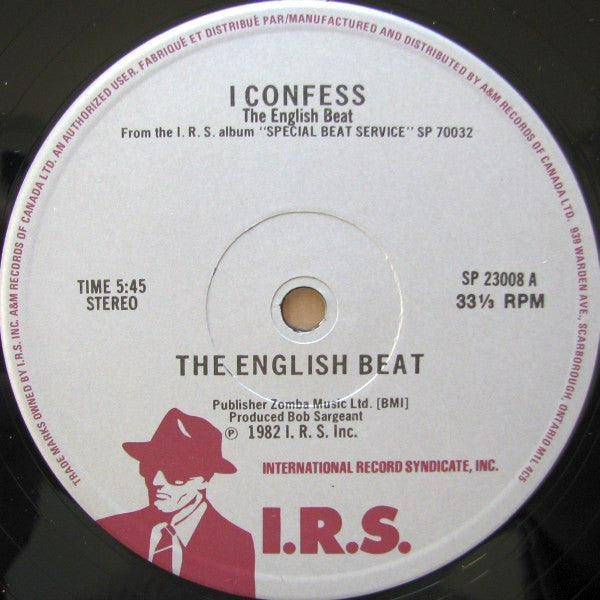 I CONFESS
The English Beat
From the I. R. S. album "SPECIAL BEAT SERVICE" SP 70032
TIME 5:45
STEREO
SP 23008 A
33⅓ RPM
THE ENGLISH BEAT
Publisher Zomba Music Ltd. [BMI]
Produced Bob Sargeant
℗ 1982 I. R. S. Inc.
INTERNATIONAL RECORD SYNDICATE, INC.
I.R.S.
TRADE MARKS OWNED BY I.R.S. INC. A&M RECORDS OF CANADA LTD. AN AUTHORIZED USER. FABRIQUÉ ET DISTRIBUÉ PAR/MANUFACTURED AND DISTRIBUTED BY A&M RECORDS OF CANADA LTD. 939 WARDEN AVE., SCARBOROUGH, ONTARIO M1L 4C5